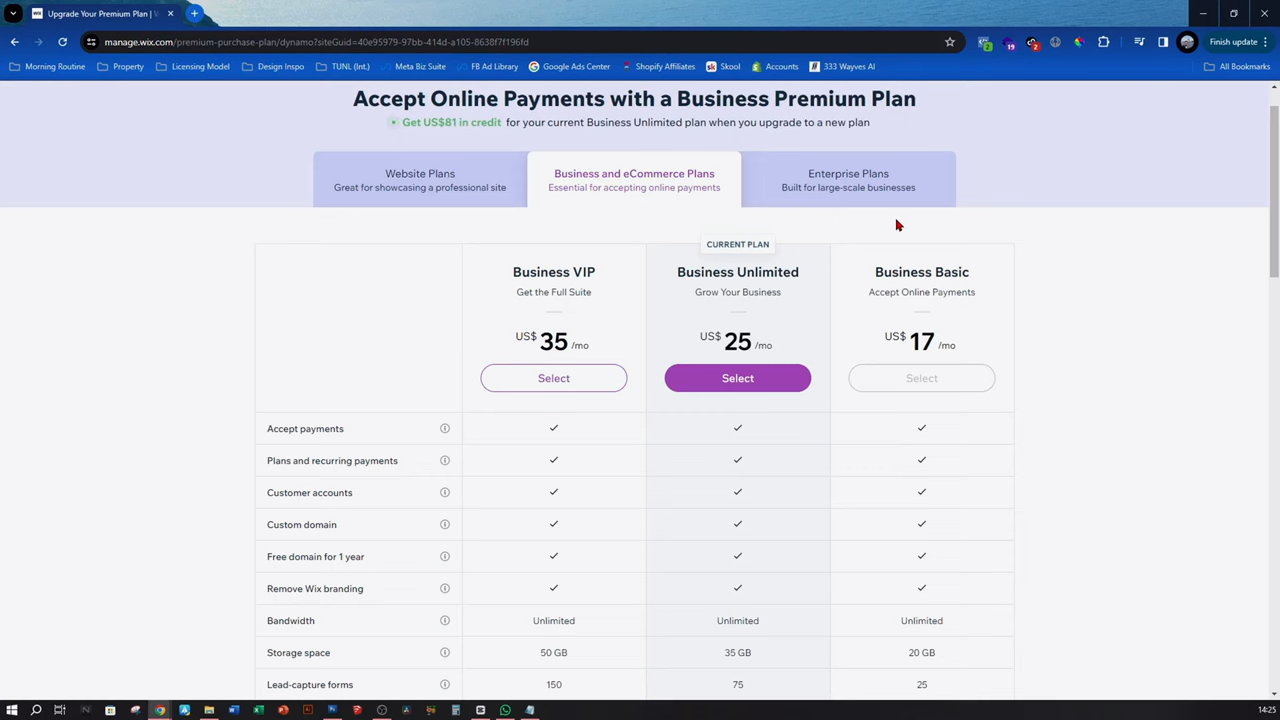 Upgrade Your Premium Plan | W
manage.wix.com/premium-purchase-plan/dynamo?siteGuid=40e95979-97bb-414d-a105-8638f7f196fd
Finish update
Morning Routine
Property
Licensing Model
Design Inspo
TUNL (Int.)
Meta Biz Suite
FB Ad Library
Google Ads Center
Shopify Affiliates
Skool
Accounts
333 Wayves AI
All Bookmarks
Accept Online Payments with a Business Premium Plan
Get US$81 in credit for your current Business Unlimited plan when you upgrade to a new plan
Website Plans
Great for showcasing a professional site
Business and eCommerce Plans
Essential for accepting online payments
Enterprise Plans
Built for large-scale businesses
CURRENT PLAN
Business VIP
Get the Full Suite
US$ 35 /mo
Select
Business Unlimited
Grow Your Business
US$ 25 /mo
Select
Business Basic
Accept Online Payments
US$ 17 /mo
Select
Accept payments
Plans and recurring payments
Customer accounts
Custom domain
Free domain for 1 year
Remove Wix branding
Bandwidth Unlimited Unlimited Unlimited
Storage space 50 GB 35 GB 20 GB
Lead-capture forms 150 75 25
14:25